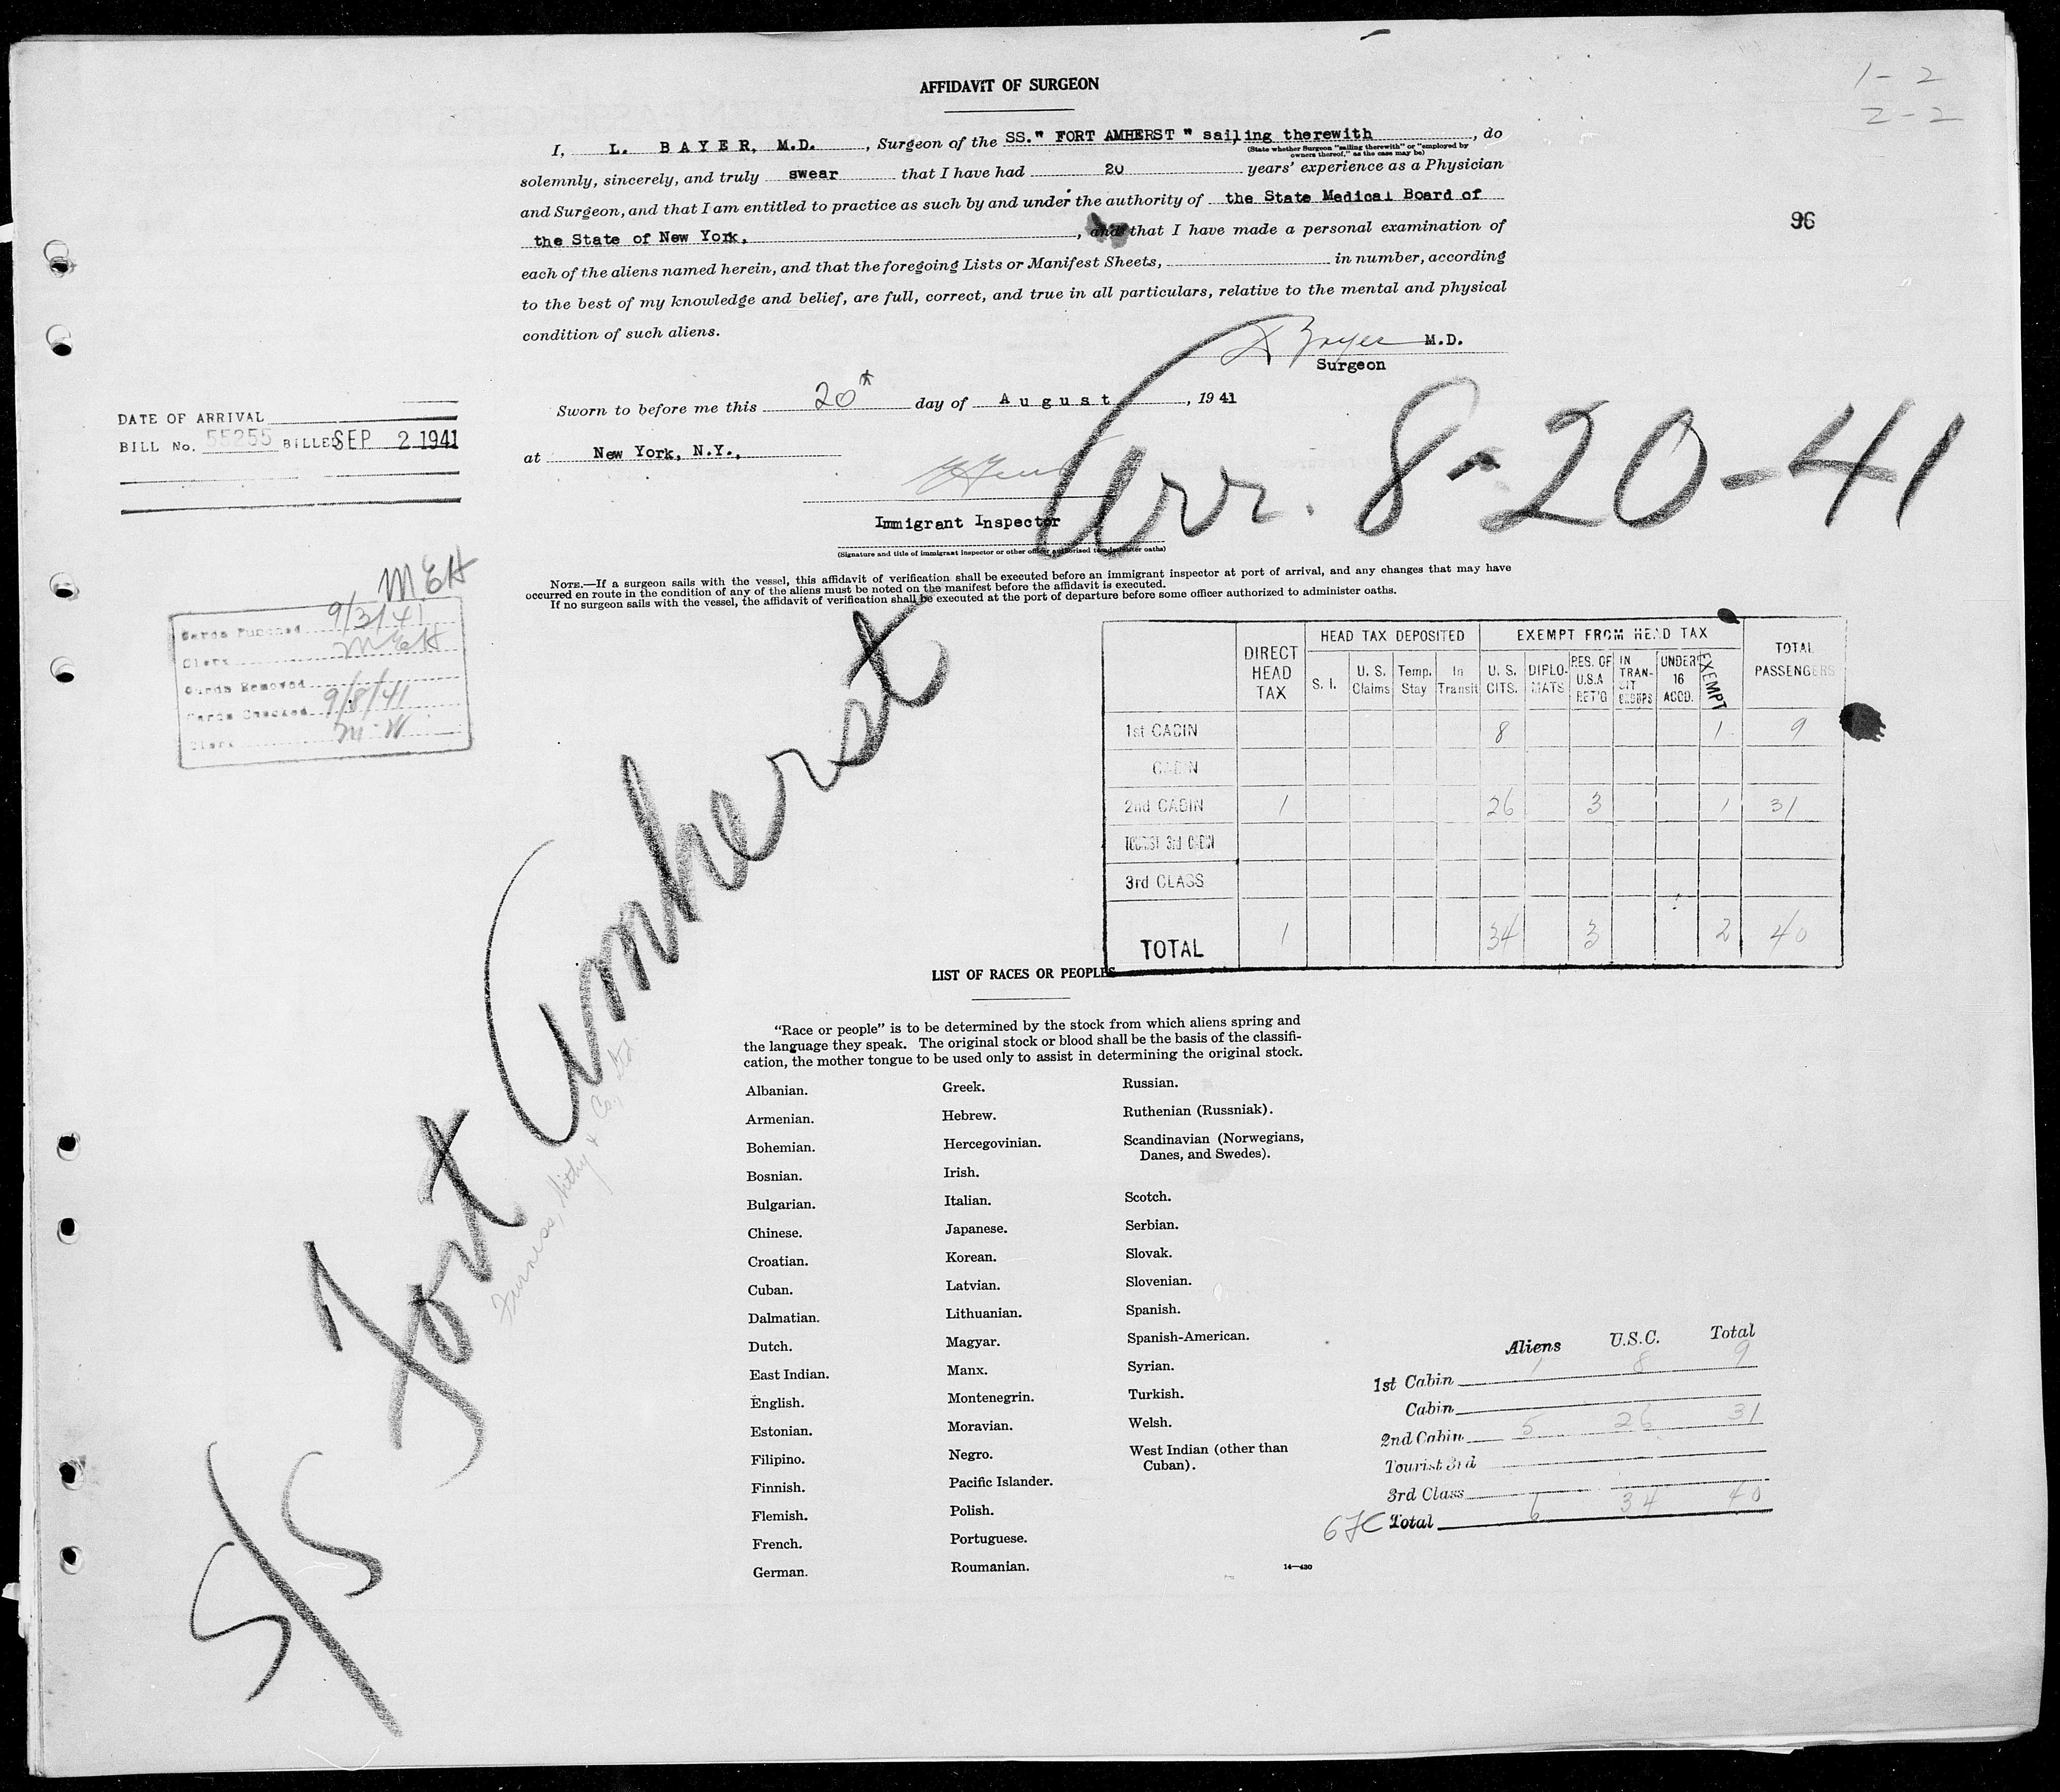 AFFIDAVIT OF SURGEON
1-2
2-2
I, L. BAYER, M.D. , Surgeon of the SS." FORT AMHERST " sailing therewith , do
(State whether Surgeon "sailing therewith" or "employed by
owners thereof," as the case may be)
solemnly, sincerely, and truly swear that I have had 20 years' experience as a Physician
and Surgeon, and that I am entitled to practice as such by and under the authority of the State Medical Board of
the State of New York, , and that I have made a personal examination of
96
each of the aliens named herein, and that the foregoing Lists or Manifest Sheets, in number, according
to the best of my knowledge and belief, are full, correct, and true in all particulars, relative to the mental and physical
condition of such aliens.
L Bayer M.D.
Surgeon
Sworn to before me this 20th day of August , 1941
at New York, N.Y.,
Arr. 8-20-41
Immigrant Inspector
(Signature and title of immigrant inspector or other officer authorized to administer oaths)
DATE OF ARRIVAL
BILL No. 55255 BILLED SEP 2 1941
NOTE.—If a surgeon sails with the vessel, this affidavit of verification shall be executed before an immigrant inspector at port of arrival, and any changes that may have
occurred en route in the condition of any of the aliens must be noted on the manifest before the affidavit is executed.
If no surgeon sails with the vessel, the affidavit of verification shall be executed at the port of departure before some officer authorized to administer oaths.
MEH
Cards Punched 9/3/41
Clerk MEH
Cards Removed
Cards Checked 9/8/41
Clerk M.W
S/S Fort Amherst
Furness, Withy & Co., Ltd.
DIRECT HEAD TAX
HEAD TAX DEPOSITED
EXEMPT FROM HEAD TAX
TOTAL PASSENGERS
S. I. U. S. Claims Temp. Stay In Transit U. S. CITS. DIPLOMATS RES. OF U.S.A RET'G IN TRANSIT GROUPS UNDER 16 ACCD. EXEMPT
1st CABIN 8 1 9
CABIN
2nd CABIN 1 26 3 1 31
TOURIST 3rd CABIN
3rd CLASS
TOTAL 1 34 3 2 40
LIST OF RACES OR PEOPLES
"Race or people" is to be determined by the stock from which aliens spring and
the language they speak. The original stock or blood shall be the basis of the classifi-
cation, the mother tongue to be used only to assist in determining the original stock.
Albanian.
Armenian.
Bohemian.
Bosnian.
Bulgarian.
Chinese.
Croatian.
Cuban.
Dalmatian.
Dutch.
East Indian.
English.
Estonian.
Filipino.
Finnish.
Flemish.
French.
German.
Greek.
Hebrew.
Hercegovinian.
Irish.
Italian.
Japanese.
Korean.
Latvian.
Lithuanian.
Magyar.
Manx.
Montenegrin.
Moravian.
Negro.
Pacific Islander.
Polish.
Portuguese.
Roumanian.
Russian.
Ruthenian (Russniak).
Scandinavian (Norwegians,
Danes, and Swedes).
Scotch.
Serbian.
Slovak.
Slovenian.
Spanish.
Spanish-American.
Syrian.
Turkish.
Welsh.
West Indian (other than
Cuban).
14—430
Aliens U.S.C. Total
1st Cabin 1 8 9
Cabin
2nd Cabin 5 26 31
Tourist 3rd
3rd Class
Total 6 34 40